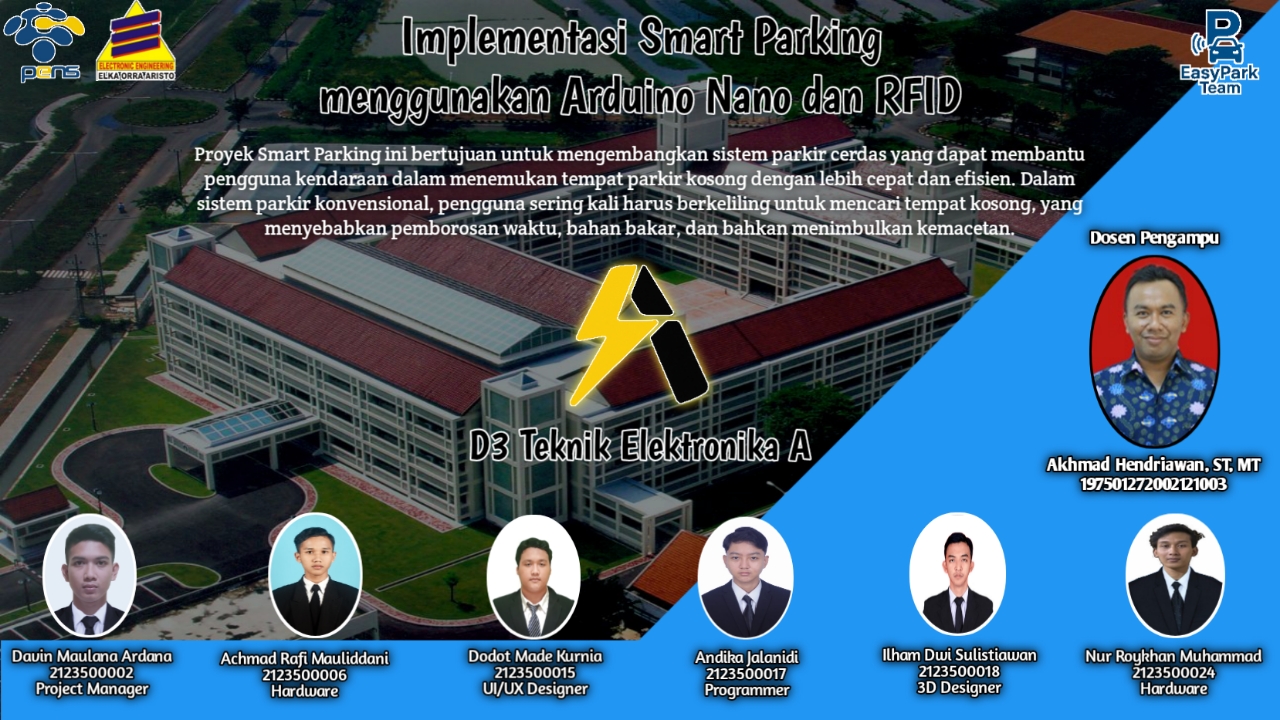 PENS
ELECTRONIC ENGINEERING
ELKA ORRA ARISTO
Implementasi Smart Parking
menggunakan Arduino Nano dan RFID
EasyPark
Team
Proyek Smart Parking ini bertujuan untuk mengembangkan sistem parkir cerdas yang dapat membantu
pengguna kendaraan dalam menemukan tempat parkir kosong dengan lebih cepat dan efisien. Dalam
sistem parkir konvensional, pengguna sering kali harus berkeliling untuk mencari tempat kosong, yang
menyebabkan pemborosan waktu, bahan bakar, dan bahkan menimbulkan kemacetan.
Dosen Pengampu
Akhmad Hendriawan, ST, MT
197501272002121003
D3 Teknik Elektronika A
Davin Maulana Ardana
2123500002
Project Manager
Achmad Rafi Mauliddani
2123500006
Hardware
Dodot Made Kurnia
2123500015
UI/UX Designer
Andika Jalanidi
2123500017
Programmer
Ilham Dwi Sulistiawan
2123500018
3D Designer
Nur Roykhan Muhammad
2123500024
Hardware